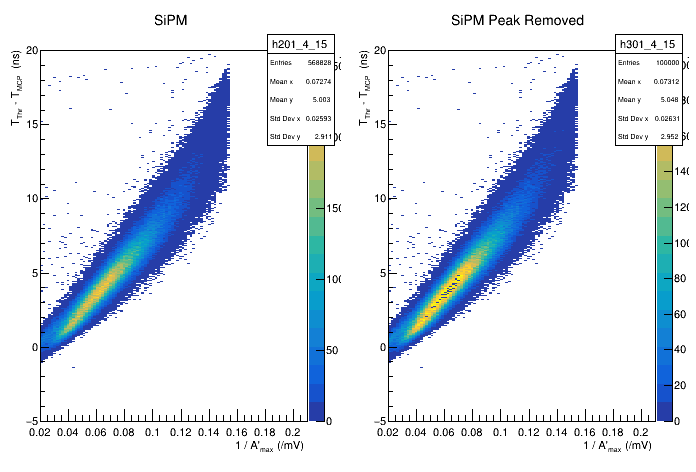 SiPM
h201_4_15
Entries 568828
Mean x 0.07274
Mean y 5.003
Std Dev x 0.02593
Std Dev y 2.911
T_Thr - T_MCP (ns)
20
15
10
5
0
−5
100
50
0
0.02 0.04 0.06 0.08 0.1 0.12 0.14 0.16 0.18 0.2
1 / A'_max (/mV)
SiPM Peak Removed
h301_4_15
Entries 100000
Mean x 0.07312
Mean y 5.048
Std Dev x 0.02631
Std Dev y 2.952
T_Thr - T_MCP (ns)
20
15
10
5
0
−5
80
60
40
20
0
0.02 0.04 0.06 0.08 0.1 0.12 0.14 0.16 0.18 0.2
1 / A'_max (/mV)